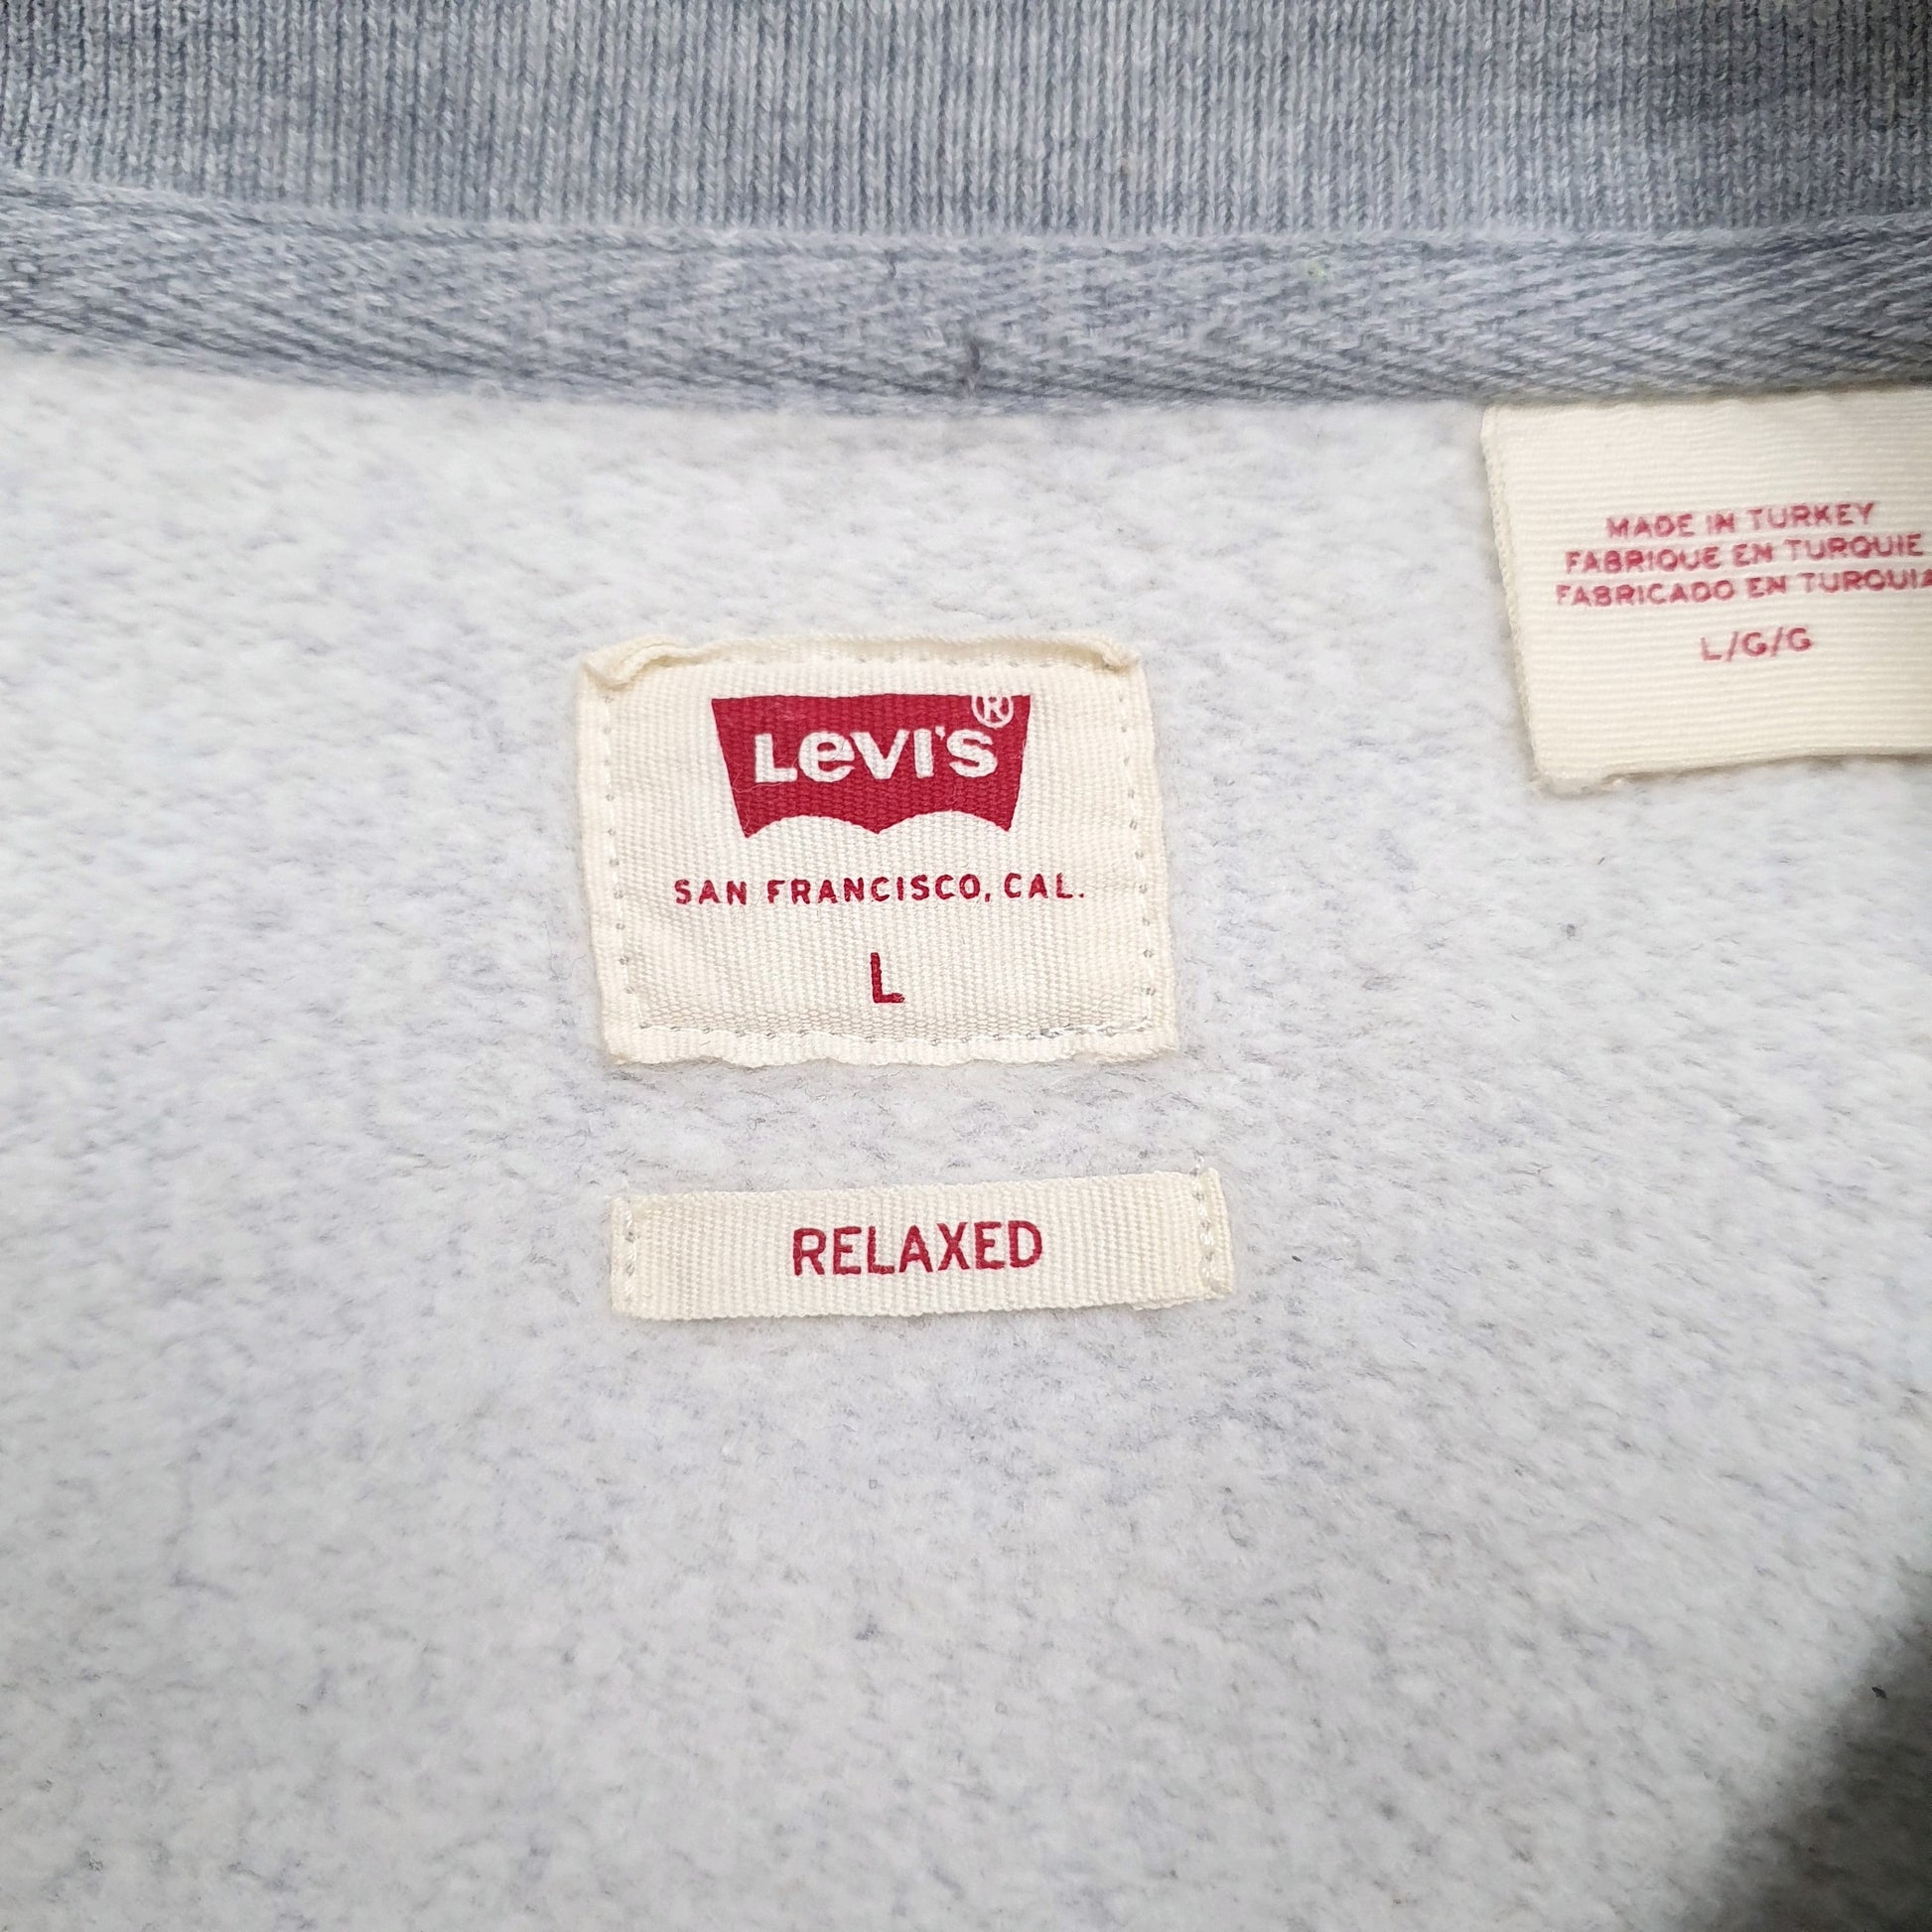 MADE IN TURKEY
FABRIQUE EN TURQUIE
FABRICADO EN TURQUIA
L/G/G
Levi's®
SAN FRANCISCO, CAL.
L
RELAXED